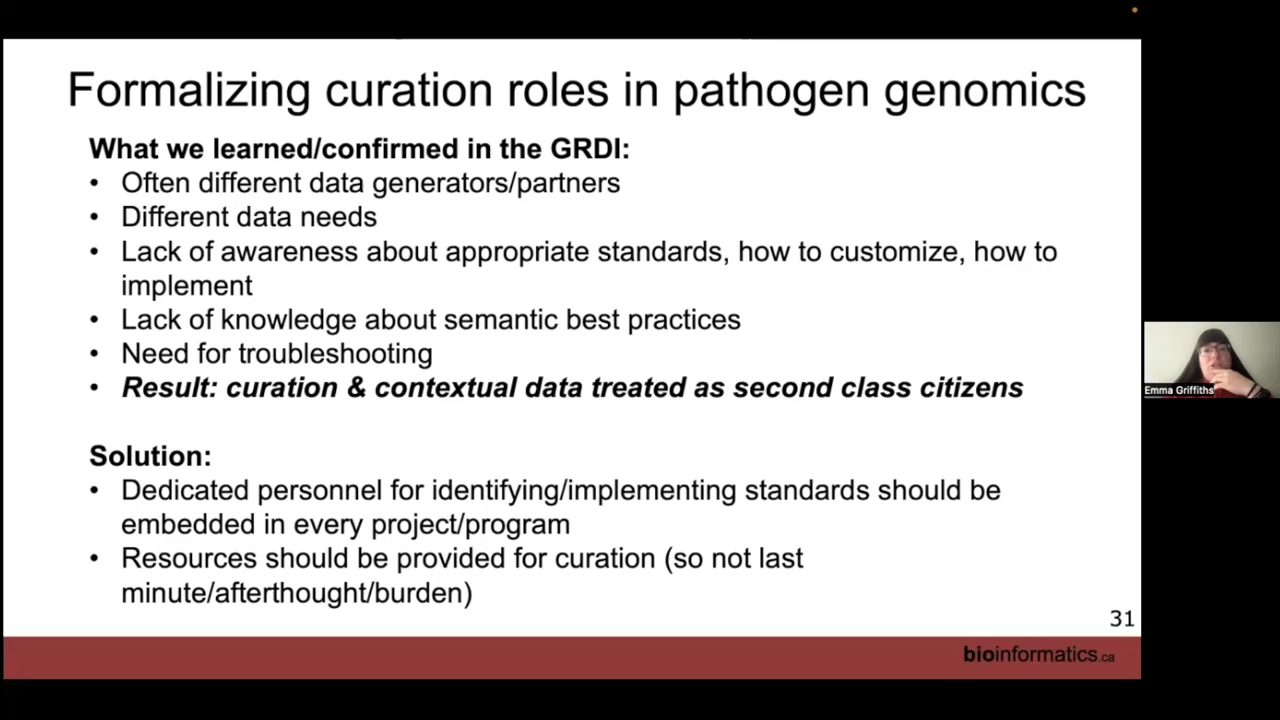 Formalizing curation roles in pathogen genomics
What we learned/confirmed in the GRDI:
• Often different data generators/partners
• Different data needs
• Lack of awareness about appropriate standards, how to customize, how to
implement
• Lack of knowledge about semantic best practices
• Need for troubleshooting
• Result: curation & contextual data treated as second class citizens
Solution:
• Dedicated personnel for identifying/implementing standards should be
embedded in every project/program
• Resources should be provided for curation (so not last
minute/afterthought/burden)
31
bioinformatics.ca
Emma Griffiths